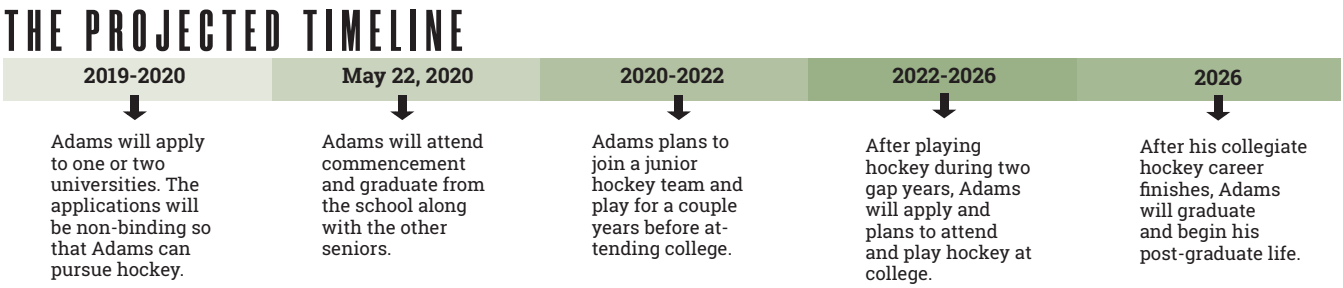 THE PROJECTED TIMELINE
2019-2020
Adams will apply
to one or two
universities. The
applications will
be non-binding so
that Adams can
pursue hockey.
May 22, 2020
Adams will attend
commencement
and graduate from
the school along
with the other
seniors.
2020-2022
Adams plans to
join a junior
hockey team and
play for a couple
years before at-
tending college.
2022-2026
After playing
hockey during two
gap years, Adams
will apply and
plans to attend
and play hockey at
college.
2026
After his collegiate
hockey career
finishes, Adams
will graduate
and begin his
post-graduate life.